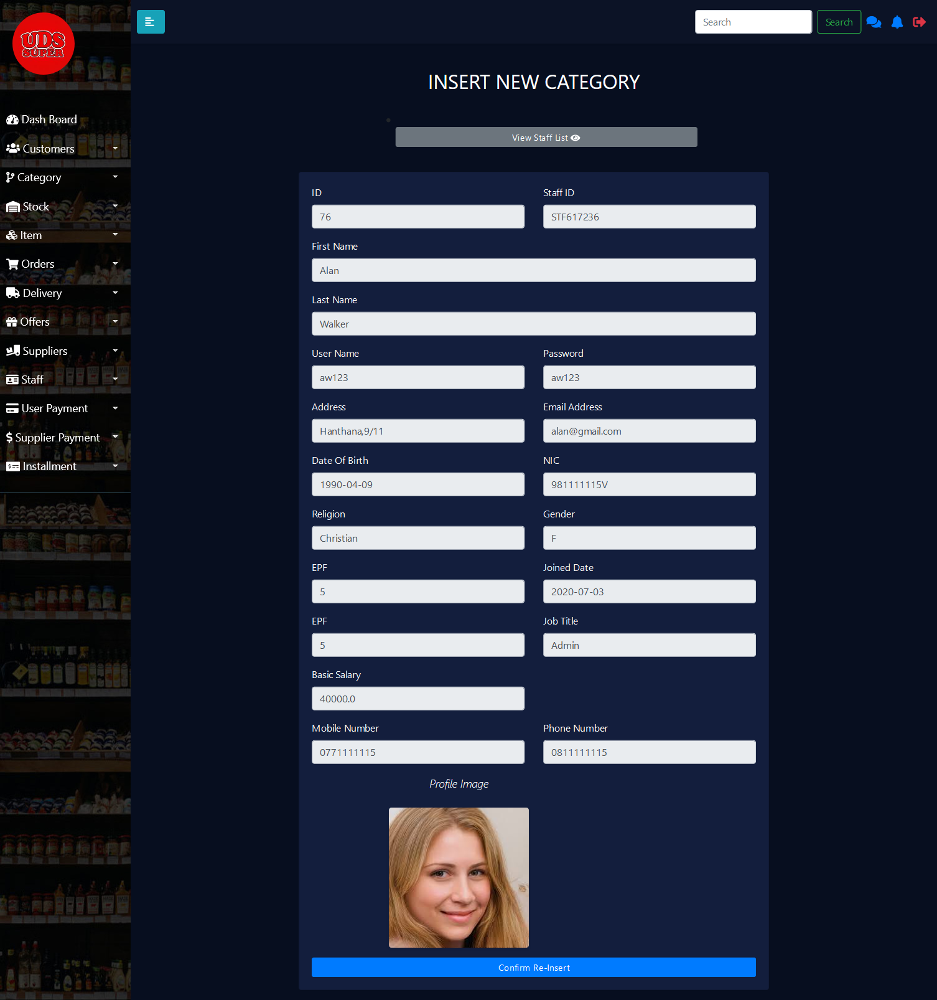 UDS
SUPER
Search
Search
INSERT NEW CATEGORY
Dash Board
Customers
Category
Stock
Item
Orders
Delivery
Offers
Suppliers
Staff
User Payment
Supplier Payment
Installment
View Staff List
ID
Staff ID
76
STF617236
First Name
Alan
Last Name
Walker
User Name
Password
aw123
aw123
Address
Email Address
Hanthana,9/11
alan@gmail.com
Date Of Birth
NIC
1990-04-09
981111115V
Religion
Gender
Christian
F
EPF
Joined Date
5
2020-07-03
EPF
Job Title
5
Admin
Basic Salary
40000.0
Mobile Number
Phone Number
0771111115
0811111115
Profile Image
Confirm Re-Insert